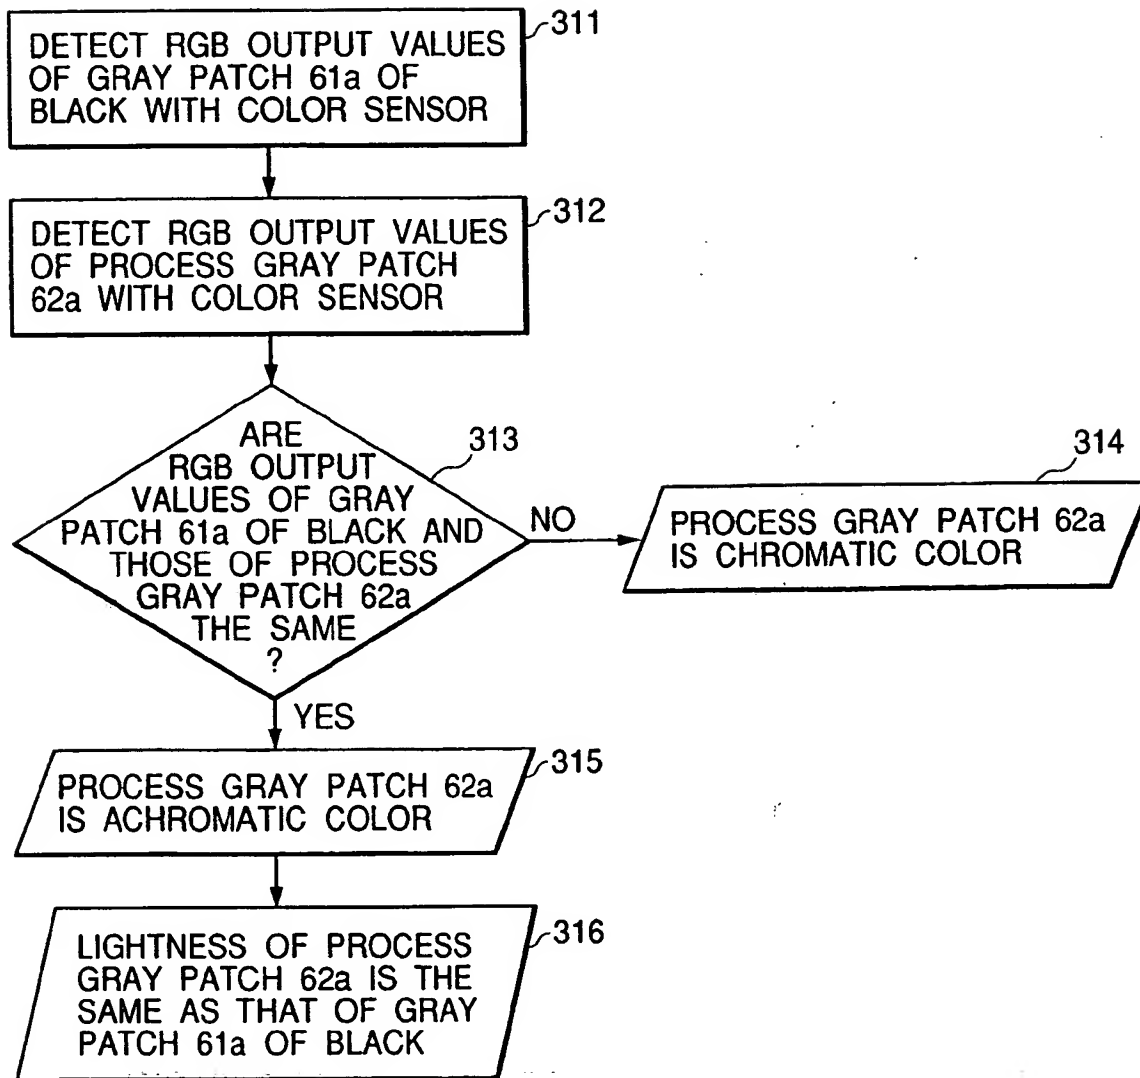 311
DETECT RGB OUTPUT VALUES
OF GRAY PATCH 61a OF
BLACK WITH COLOR SENSOR
312
DETECT RGB OUTPUT VALUES
OF PROCESS GRAY PATCH
62a WITH COLOR SENSOR
313
ARE
RGB OUTPUT
VALUES OF GRAY
PATCH 61a OF BLACK AND
THOSE OF PROCESS
GRAY PATCH 62a
THE SAME
?
NO
314
PROCESS GRAY PATCH 62a
IS CHROMATIC COLOR
YES
315
PROCESS GRAY PATCH 62a
IS ACHROMATIC COLOR
316
LIGHTNESS OF PROCESS
GRAY PATCH 62a IS THE
SAME AS THAT OF GRAY
PATCH 61a OF BLACK